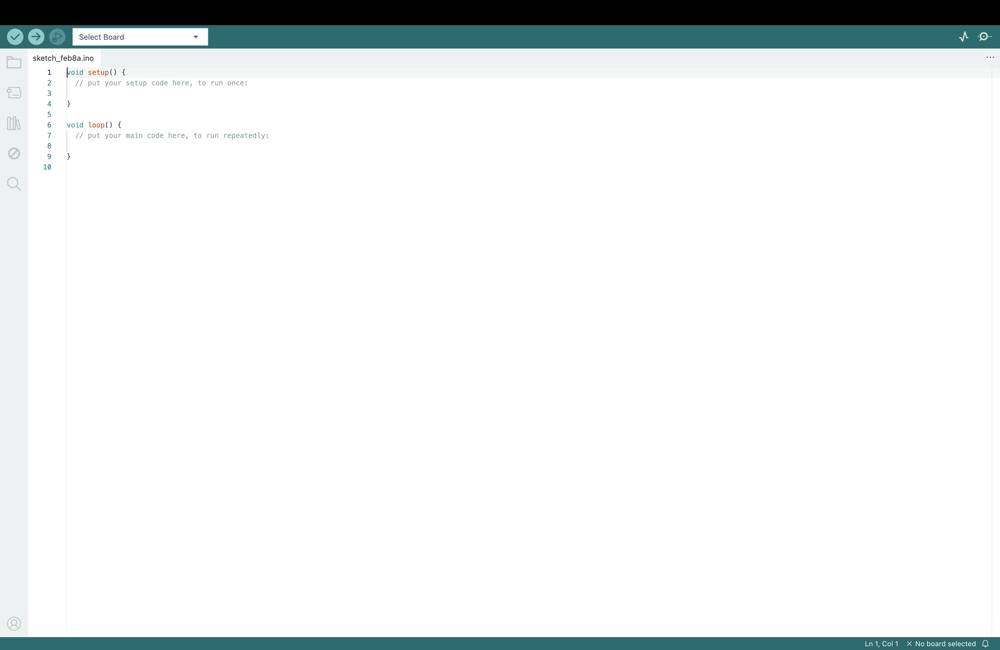 Select Board
sketch_feb8a.ino
1 void setup() {
2 // put your setup code here, to run once:
3
4 }
5
6 void loop() {
7 // put your main code here, to run repeatedly:
8
9 }
10
Ln 1, Col 1 × No board selected